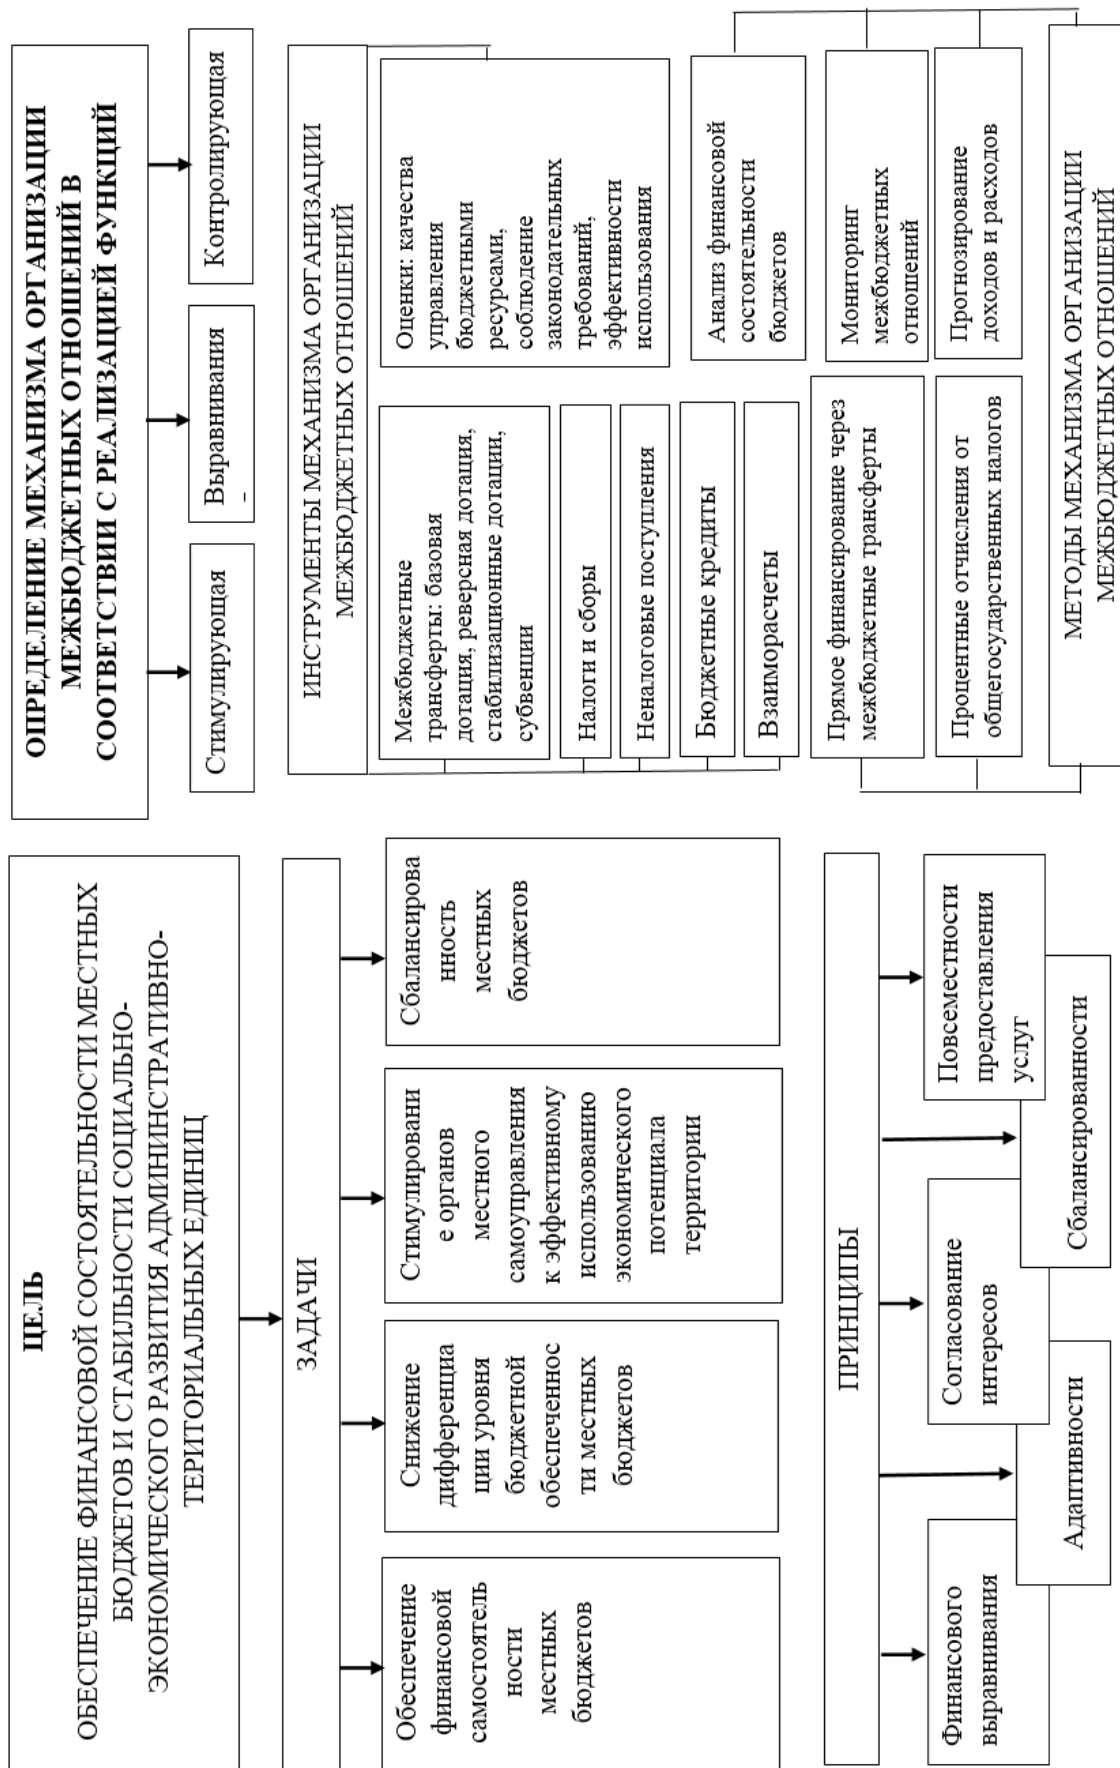 ЦЕЛЬ
ОБЕСПЕЧЕНИЕ ФИНАНСОВОЙ СОСТОЯТЕЛЬНОСТИ МЕСТНЫХ
БЮДЖЕТОВ И СТАБИЛЬНОСТИ СОЦИАЛЬНО-
ЭКОНОМИЧЕСКОГО РАЗВИТИЯ АДМИНИСТРАТИВНО-
ТЕРИТОРИАЛЬНЫХ ЕДИНИЦ
ЗАДАЧИ
Обеспечение
финансовой
самостоятель
ности
местных
бюджетов
Снижение
дифференциа
ции уровня
бюджетной
обеспеченнос
ти местных
бюджетов
Стимулировани
е органов
местного
самоуправления
к эффективному
использованию
экономического
потенциала
территории
Сбалансирова
нность
местных
бюджетов
ПРИНЦИПЫ
Финансового
выравнивания
Адаптивности
Согласование
интересов
Сбалансированности
Повсеместности
предоставления
услуг
ОПРЕДЕЛЕНИЕ МЕХАНИЗМА ОРГАНИЗАЦИИ
МЕЖБЮДЖЕТНЫХ ОТНОШЕНИЙ В
СООТВЕТСТВИИ С РЕАЛИЗАЦИЕЙ ФУНКЦИЙ
Стимулирующая
Выравнивания
–
Контролирующая
ИНСТРУМЕНТЫ МЕХАНИЗМА ОРГАНИЗАЦИИ
МЕЖБЮДЖЕТНЫХ ОТНОШЕНИЙ
Межбюджетные
трансферты: базовая
дотация, реверсная дотация,
стабилизационные дотации,
субвенции
Налоги и сборы
Неналоговые поступления
Бюджетные кредиты
Взаиморасчеты
Оценки: качества
управления
бюджетными
ресурсами,
соблюдение
законодательных
требований,
эффективности
использования
Прямое финансирование через
межбюджетные трансферты
Процентные отчисления от
общегосударственных налогов
Анализ финансовой
состоятельности
бюджетов
Мониторинг
межбюджетных
отношений
Прогнозирование
доходов и расходов
МЕТОДЫ МЕХАНИЗМА ОРГАНИЗАЦИИ
МЕЖБЮДЖЕТНЫХ ОТНОШЕНИЙ